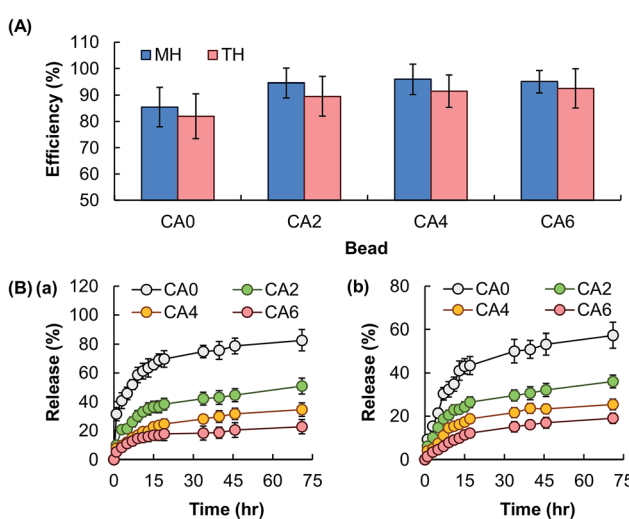 (A)
Efficiency (%)
110
100
90
80
70
60
50
MH TH
CA0 CA2 CA4 CA6
Bead
(B) (a)
Release (%)
120
100
80
60
40
20
0
CA0 CA2
CA4 CA6
0 15 30 45 60 75
Time (hr)
(b)
Release (%)
80
60
40
20
0
CA0 CA2
CA4 CA6
0 15 30 45 60 75
Time (hr)